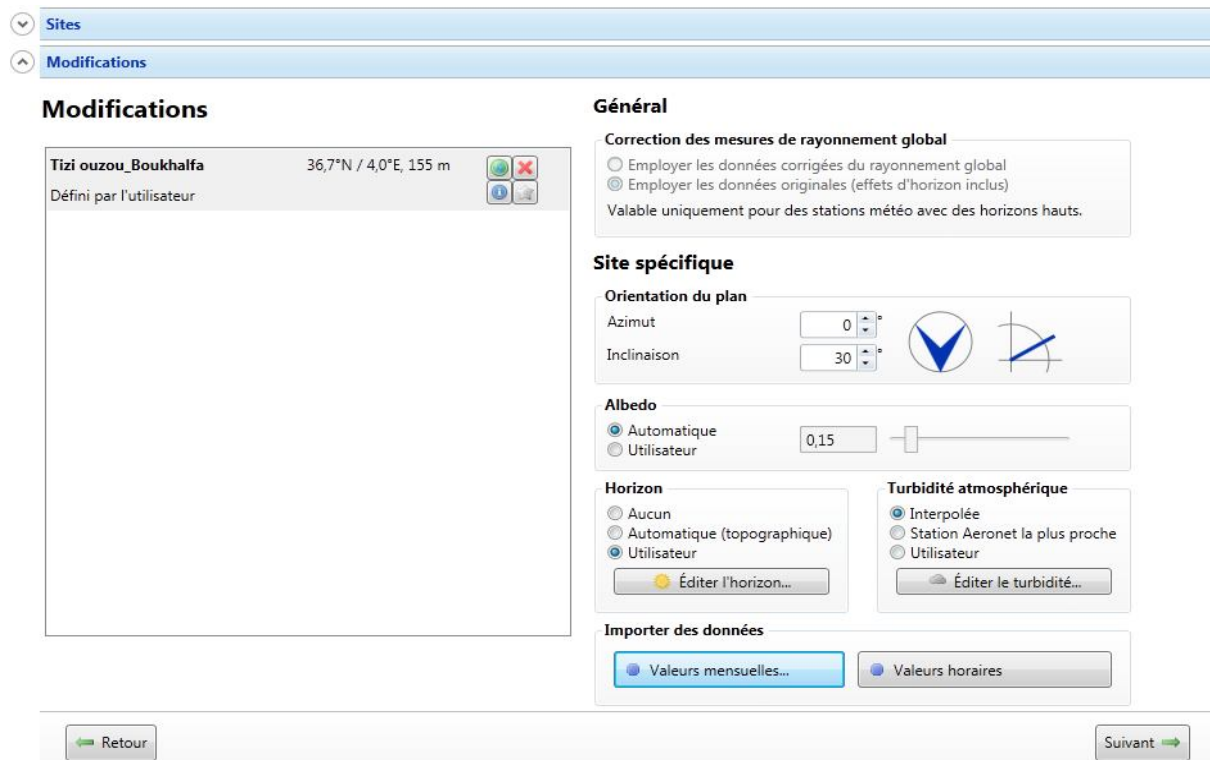 Sites
Modifications
Modifications
Tizi ouzou_Boukhalfa 36,7°N / 4,0°E, 155 m
Défini par l'utilisateur
Général
Correction des mesures de rayonnement global
Employer les données corrigées du rayonnement global
Employer les données originales (effets d'horizon inclus)
Valable uniquement pour des stations météo avec des horizons hauts.
Site spécifique
Orientation du plan
Azimut 0 °
Inclinaison 30 °
Albedo
Automatique 0,15
Utilisateur
Horizon
Aucun
Automatique (topographique)
Utilisateur
Éditer l'horizon...
Turbidité atmosphérique
Interpolée
Station Aeronet la plus proche
Utilisateur
Éditer le turbidité...
Importer des données
Valeurs mensuelles... Valeurs horaires
Retour Suivant